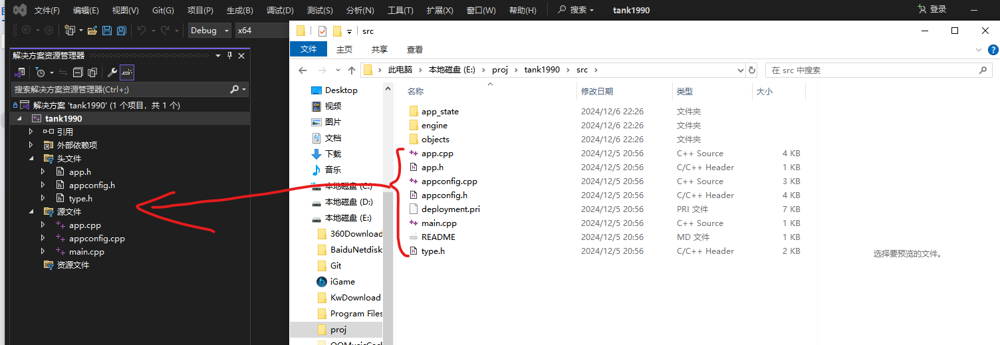 文件(F) 编辑(E) 视图(V) Git(G) 项目(P) 生成(B) 调试(D) 测试(S) 分析(N) 工具(T) 扩展(X) 窗口(W) 帮助(H) 搜索 tank1990 登录
Debug x64
解决方案资源管理器
搜索解决方案资源管理器(Ctrl+;)
解决方案 'tank1990' (1 个项目，共 1 个)
tank1990
引用
外部依赖项
头文件
app.h
appconfig.h
type.h
源文件
app.cpp
appconfig.cpp
main.cpp
资源文件
src
文件 主页 共享 查看
此电脑 本地磁盘 (E:) proj tank1990 src
在 src 中搜索
Desktop
视频
图片
文档
下载
音乐
本地磁盘 (C:)
本地磁盘 (D:)
本地磁盘 (E:)
360Download
BaiduNetdisk
Git
iGame
KwDownload
Program Files
proj
名称 修改日期 类型 大小
app_state 2024/12/6 22:26 文件夹
engine 2024/12/6 22:26 文件夹
objects 2024/12/6 22:26 文件夹
app.cpp 2024/12/5 20:56 C++ Source 4 KB
app.h 2024/12/5 20:56 C/C++ Header 1 KB
appconfig.cpp 2024/12/5 20:56 C++ Source 3 KB
appconfig.h 2024/12/5 20:56 C/C++ Header 4 KB
deployment.pri 2024/12/5 20:56 PRI 文件 7 KB
main.cpp 2024/12/5 20:56 C++ Source 1 KB
README 2024/12/5 20:56 MD 文件 1 KB
type.h 2024/12/5 20:56 C/C++ Header 2 KB
选择要预览的文件。